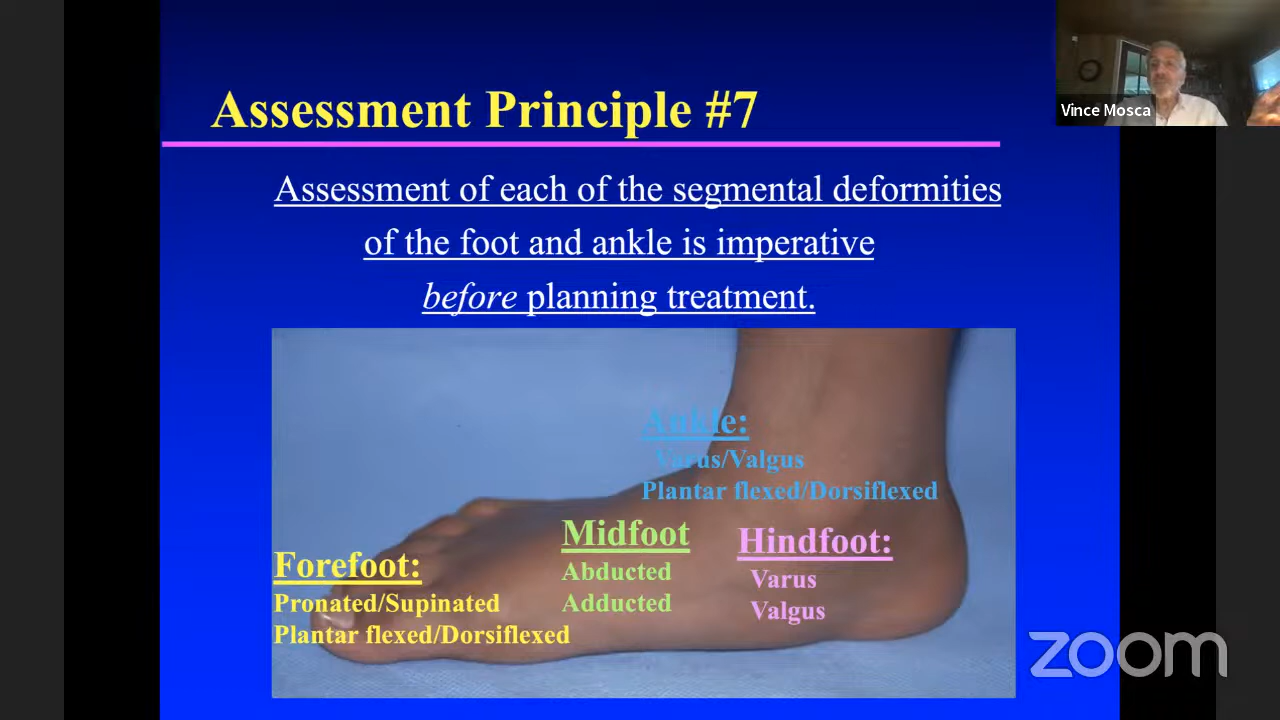 Assessment Principle #7
Vince Mosca
Assessment of each of the segmental deformities
of the foot and ankle is imperative
before planning treatment.
Ankle:
Varus/Valgus
Plantar flexed/Dorsiflexed
Midfoot
Abducted
Adducted
Hindfoot:
Varus
Valgus
Forefoot:
Pronated/Supinated
Plantar flexed/Dorsiflexed
zoom